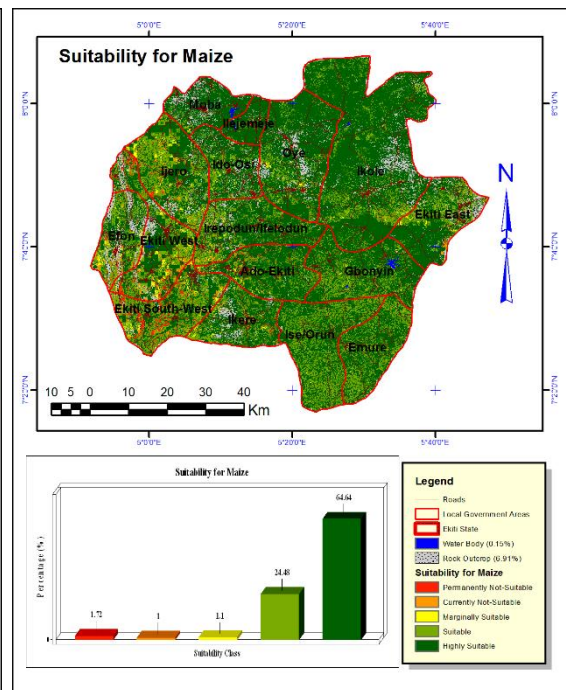 5°0'0"E 5°20'0"E 5°40'0"E
Suitability for Maize
8°0'0"N 8°0'0"N
Moba
Ilejemeje
Oye
Ido-Osi
Ijero
Ikole
N
Ekiti East
Irepodun/Ifelodun
Efon
Ekiti West
7°42'0"N 7°42'0"N
Ado-Ekiti
Gbonyin
Ekiti South-West
Ikere
Ise/Orun
Emure
7°20'0"N
10 5 0 10 20 30 40
Km
5°0'0"E 5°20'0"E 5°40'0"E
Suitability for Maize
64.64
24.48
1.72
1
1.1
Percentage (%)
Suitability Class
Legend
Roads
Local Government Areas
Ekiti State
Water Body (0.15%)
Rock Outcrop (6.91%)
Suitability for Maize
Permanently Not-Suitable
Currently Not-Suitable
Marginally Suitable
Suitable
Highly Suitable